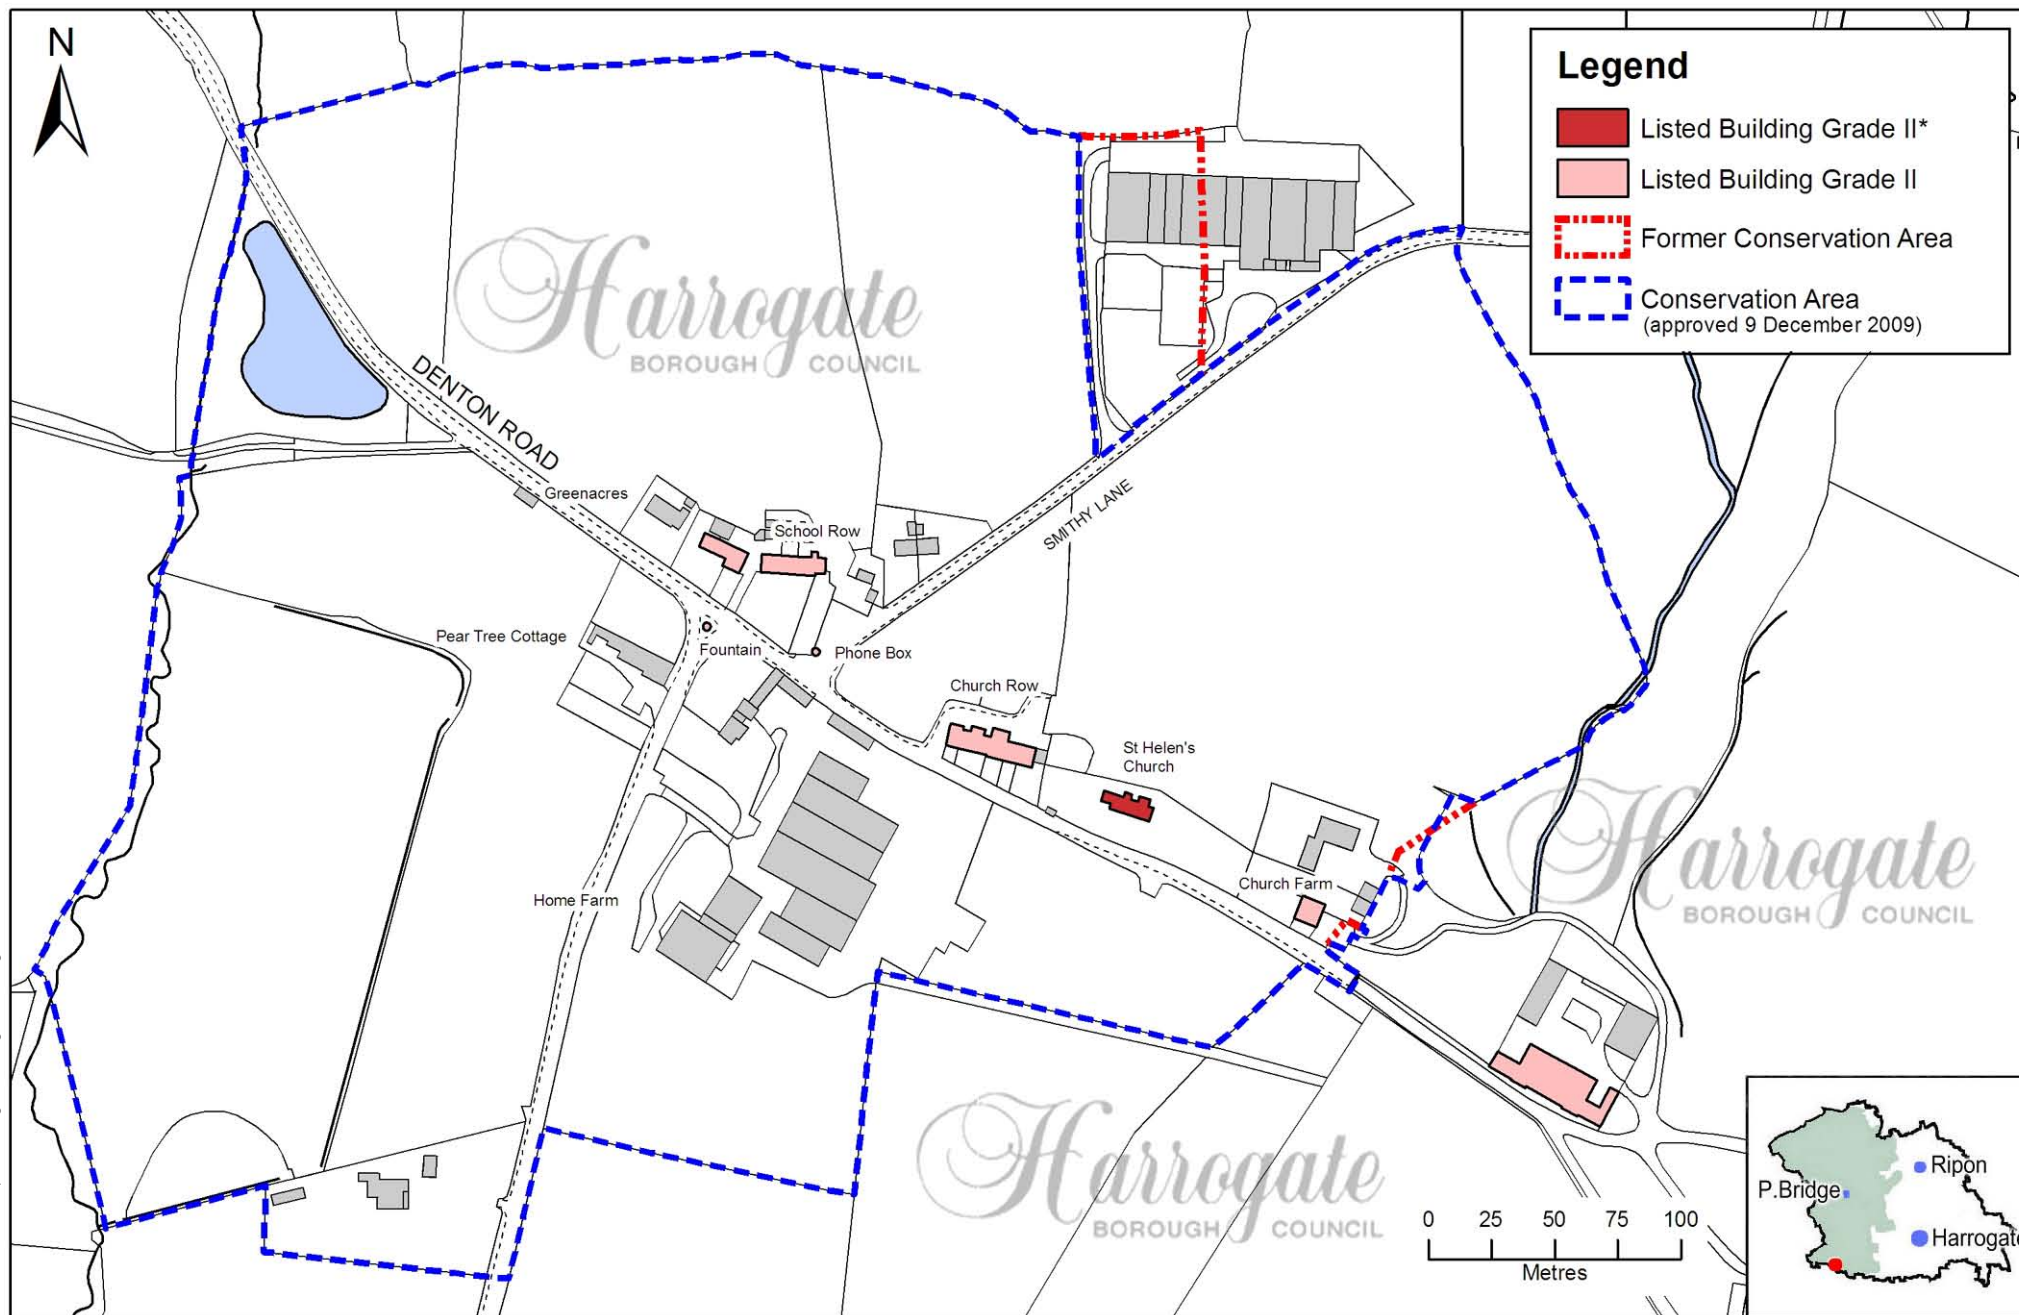 N
Legend
Listed Building Grade II*
Listed Building Grade II
Former Conservation Area
Conservation Area
(approved 9 December 2009)
Harrogate
BOROUGH COUNCIL
DENTON ROAD
Greenacres
School Row
SMITHY LANE
Pear Tree Cottage
Fountain
Phone Box
Church Row
St Helen's
Church
Harrogate
BOROUGH COUNCIL
Church Farm
Home Farm
Harrogate
BOROUGH COUNCIL
Ripon
P.Bridge
Harrogate
0 25 50 75 100
Metres